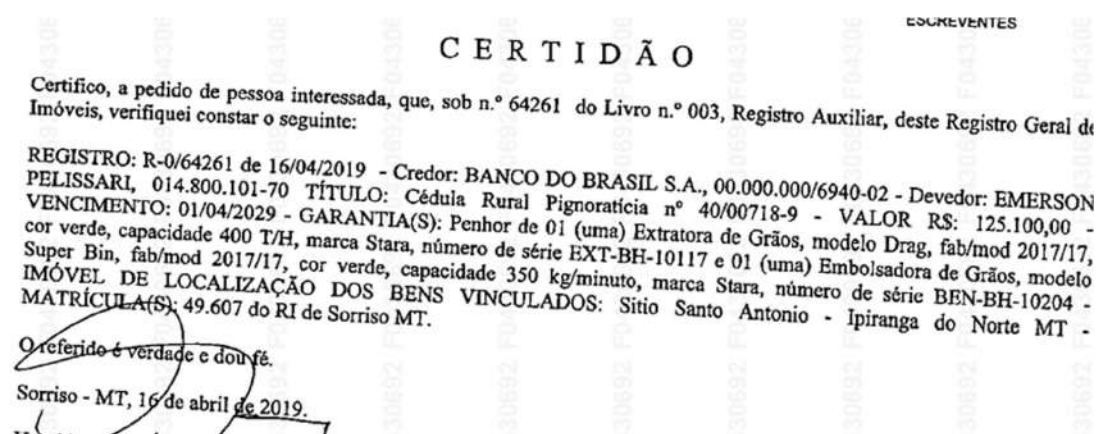 ESCREVENTES
CERTIDÃO
Certifico, a pedido de pessoa interessada, que, sob n.º 64261 do Livro n.º 003, Registro Auxiliar, deste Registro Geral de
Imóveis, verifiquei constar o seguinte:
REGISTRO: R-0/64261 de 16/04/2019 - Credor: BANCO DO BRASIL S.A., 00.000.000/6940-02 - Devedor: EMERSON
PELISSARI, 014.800.101-70 TÍTULO: Cédula Rural Pignoratícia nº 40/00718-9 - VALOR R$: 125.100,00 -
VENCIMENTO: 01/04/2029 - GARANTIA(S): Penhor de 01 (uma) Extratora de Grãos, modelo Drag, fab/mod 2017/17,
cor verde, capacidade 400 T/H, marca Stara, número de série EXT-BH-10117 e 01 (uma) Embolsadora de Grãos, modelo
Super Bin, fab/mod 2017/17, cor verde, capacidade 350 kg/minuto, marca Stara, número de série BEN-BH-10204 -
IMÓVEL DE LOCALIZAÇÃO DOS BENS VINCULADOS: Sitio Santo Antonio - Ipiranga do Norte MT -
MATRÍCULA(S): 49.607 do RI de Sorriso MT.
O referido é verdade e dou fé.
Sorriso - MT, 16 de abril de 2019.